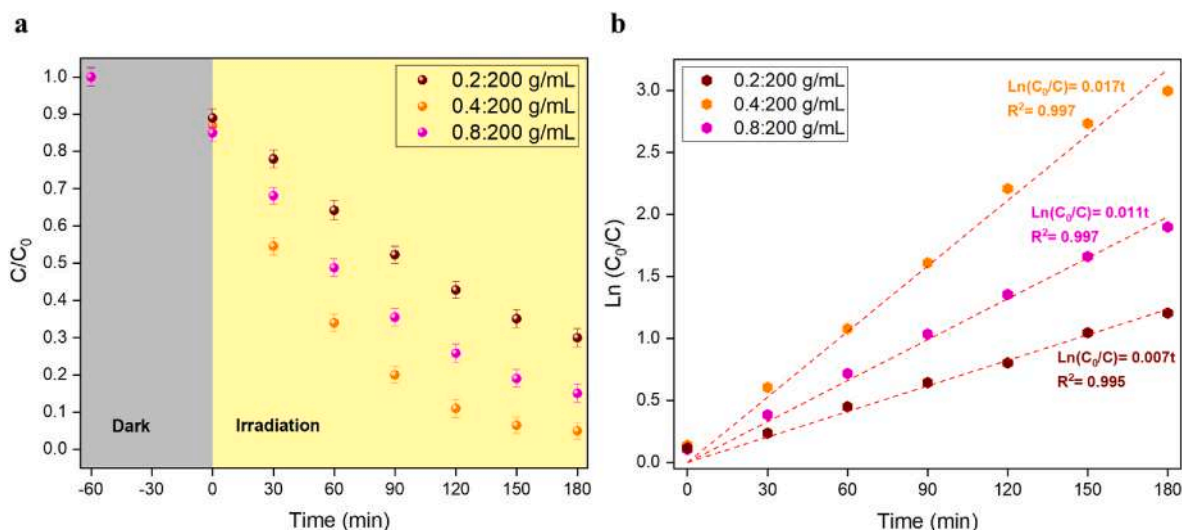 a
C/C₀
1.0
0.9
0.8
0.7
0.6
0.5
0.4
0.3
0.2
0.1
0.0
0.2:200 g/mL
0.4:200 g/mL
0.8:200 g/mL
Dark
Irradiation
-60 -30 0 30 60 90 120 150 180
Time (min)
b
Ln (C₀/C)
3.0
2.5
2.0
1.5
1.0
0.5
0.0
0.2:200 g/mL
0.4:200 g/mL
0.8:200 g/mL
Ln(C₀/C)= 0.017t
R²= 0.997
Ln(C₀/C)= 0.011t
R²= 0.997
Ln(C₀/C)= 0.007t
R²= 0.995
0 30 60 90 120 150 180
Time (min)